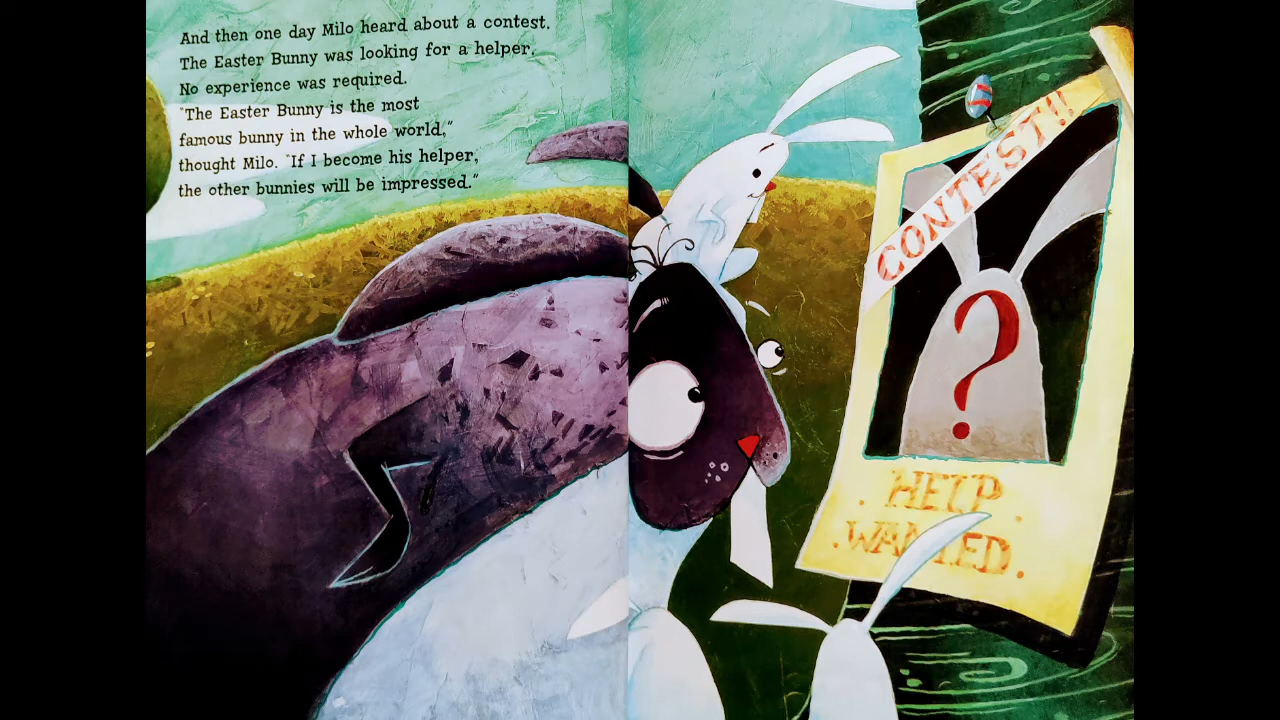 And then one day Milo heard about a contest.
The Easter Bunny was looking for a helper.
No experience was required.
"The Easter Bunny is the most
famous bunny in the whole world,"
thought Milo. "If I become his helper,
the other bunnies will be impressed."
CONTEST!!!
?
. HELP .
. WANTED.